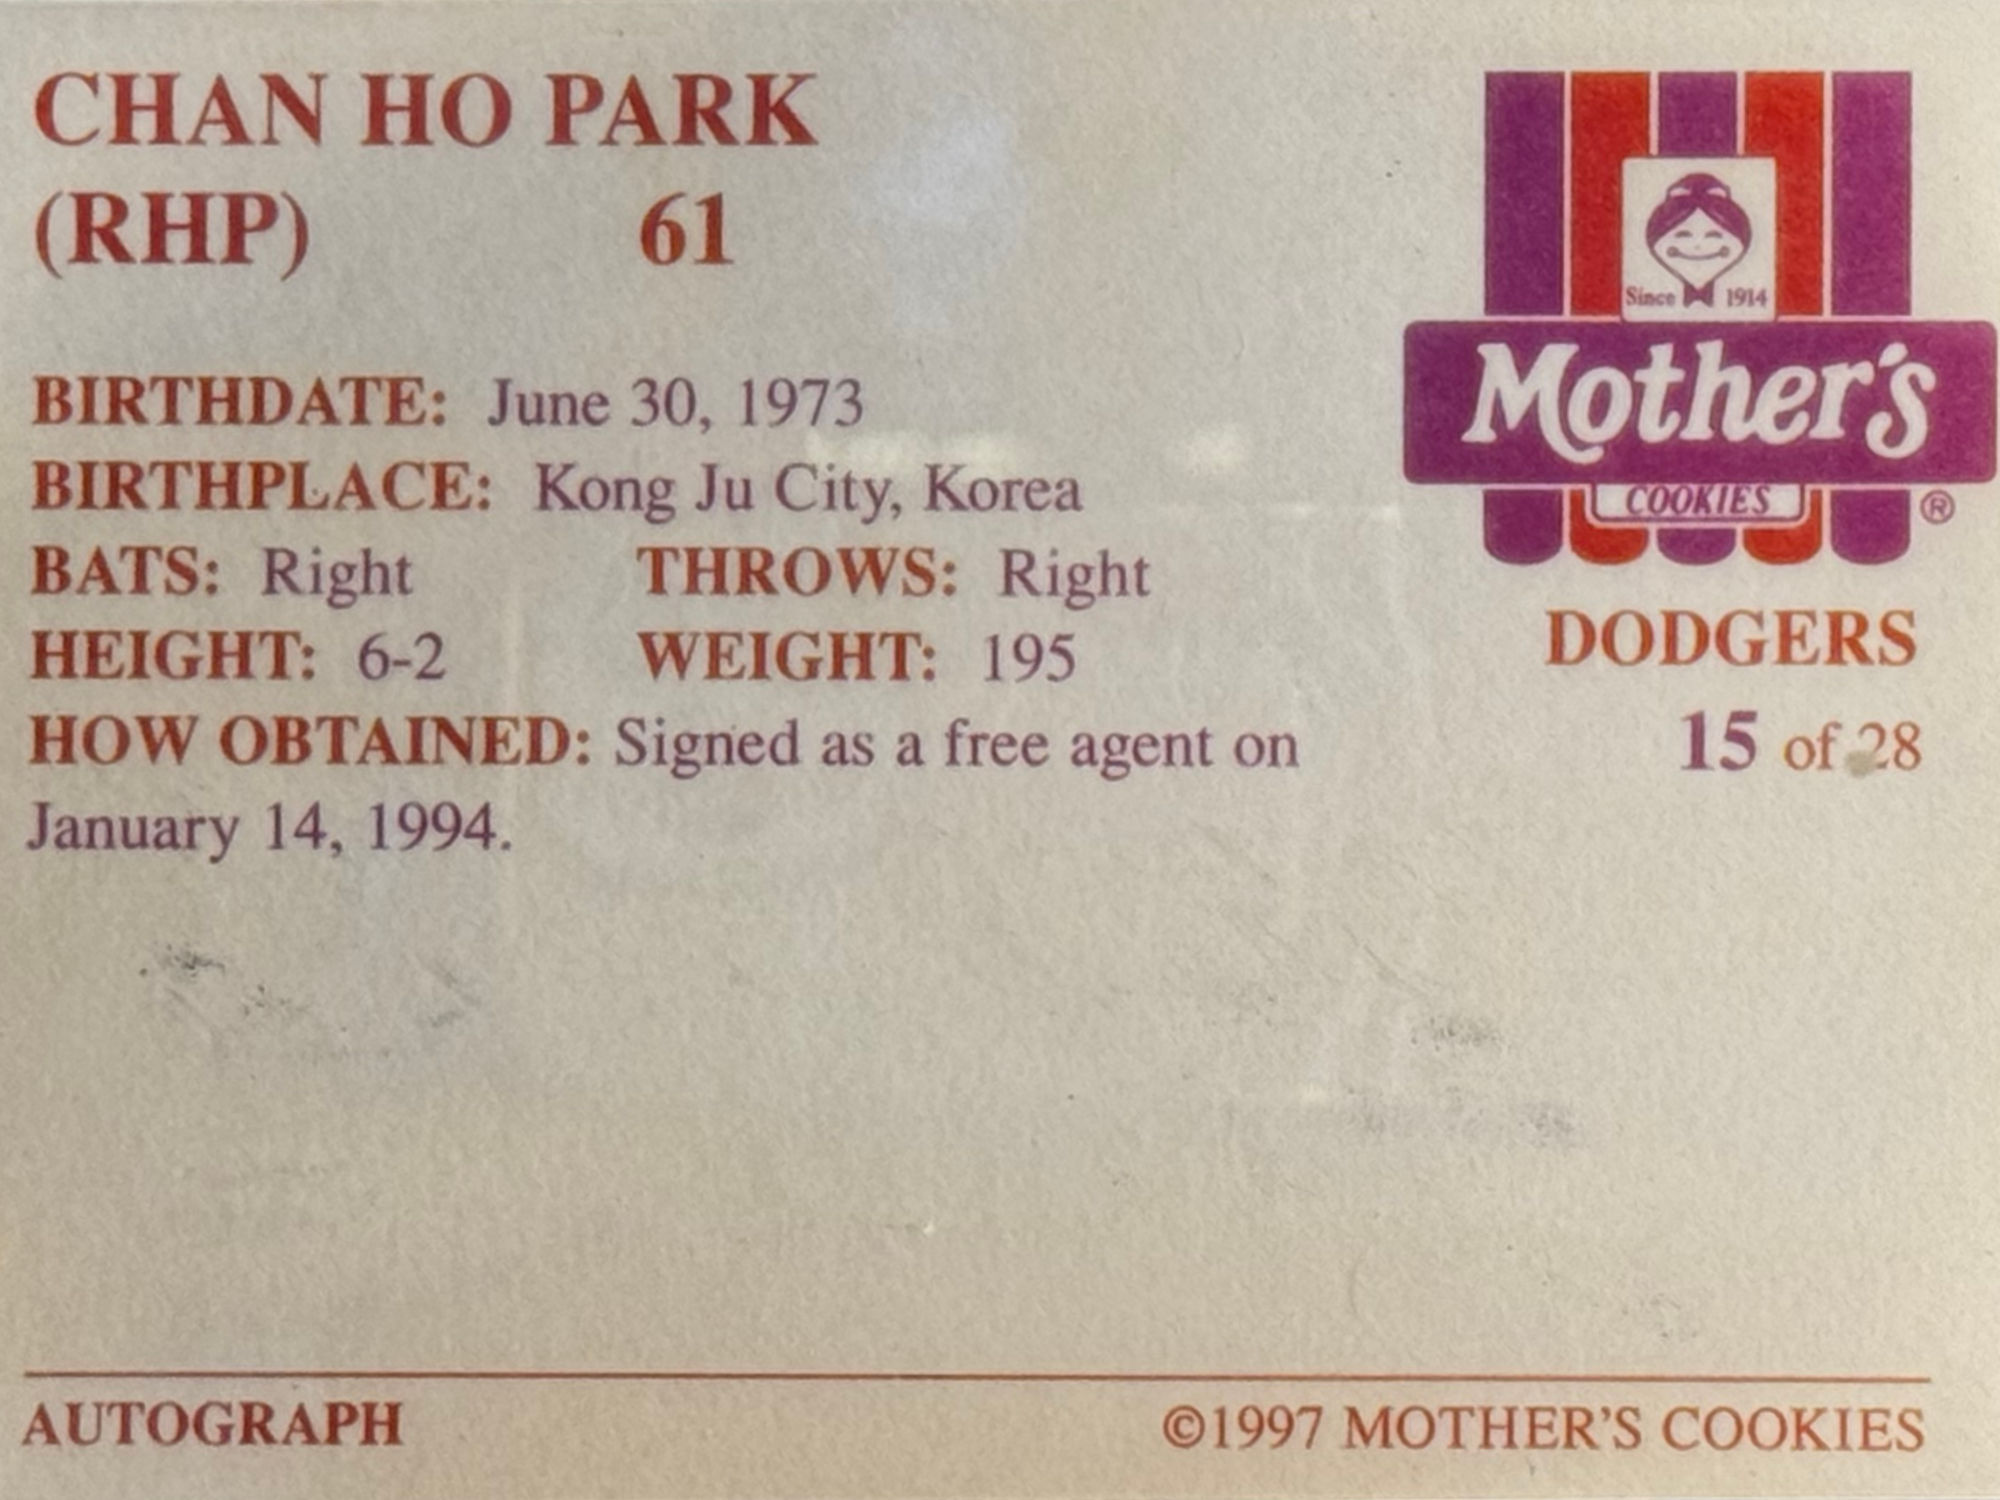 CHAN HO PARK
(RHP) 61
BIRTHDATE: June 30, 1973
BIRTHPLACE: Kong Ju City, Korea
BATS: Right THROWS: Right
HEIGHT: 6-2 WEIGHT: 195
HOW OBTAINED: Signed as a free agent on
January 14, 1994.
Since 1914
Mother's
COOKIES ®
DODGERS
15 of 28
AUTOGRAPH ©1997 MOTHER'S COOKIES